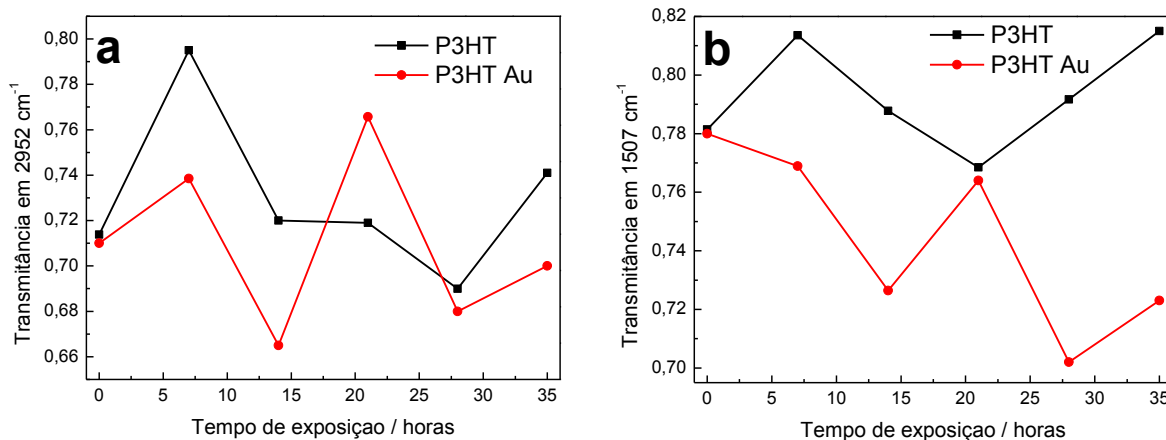 a
P3HT
P3HT Au
Transmitância em 2952 cm⁻¹
0,80
0,78
0,76
0,74
0,72
0,70
0,68
0,66
0 5 10 15 20 25 30 35
Tempo de exposiçao / horas
b
P3HT
P3HT Au
Transmitância em 1507 cm⁻¹
0,82
0,80
0,78
0,76
0,74
0,72
0,70
0 5 10 15 20 25 30 35
Tempo de exposiçao / horas